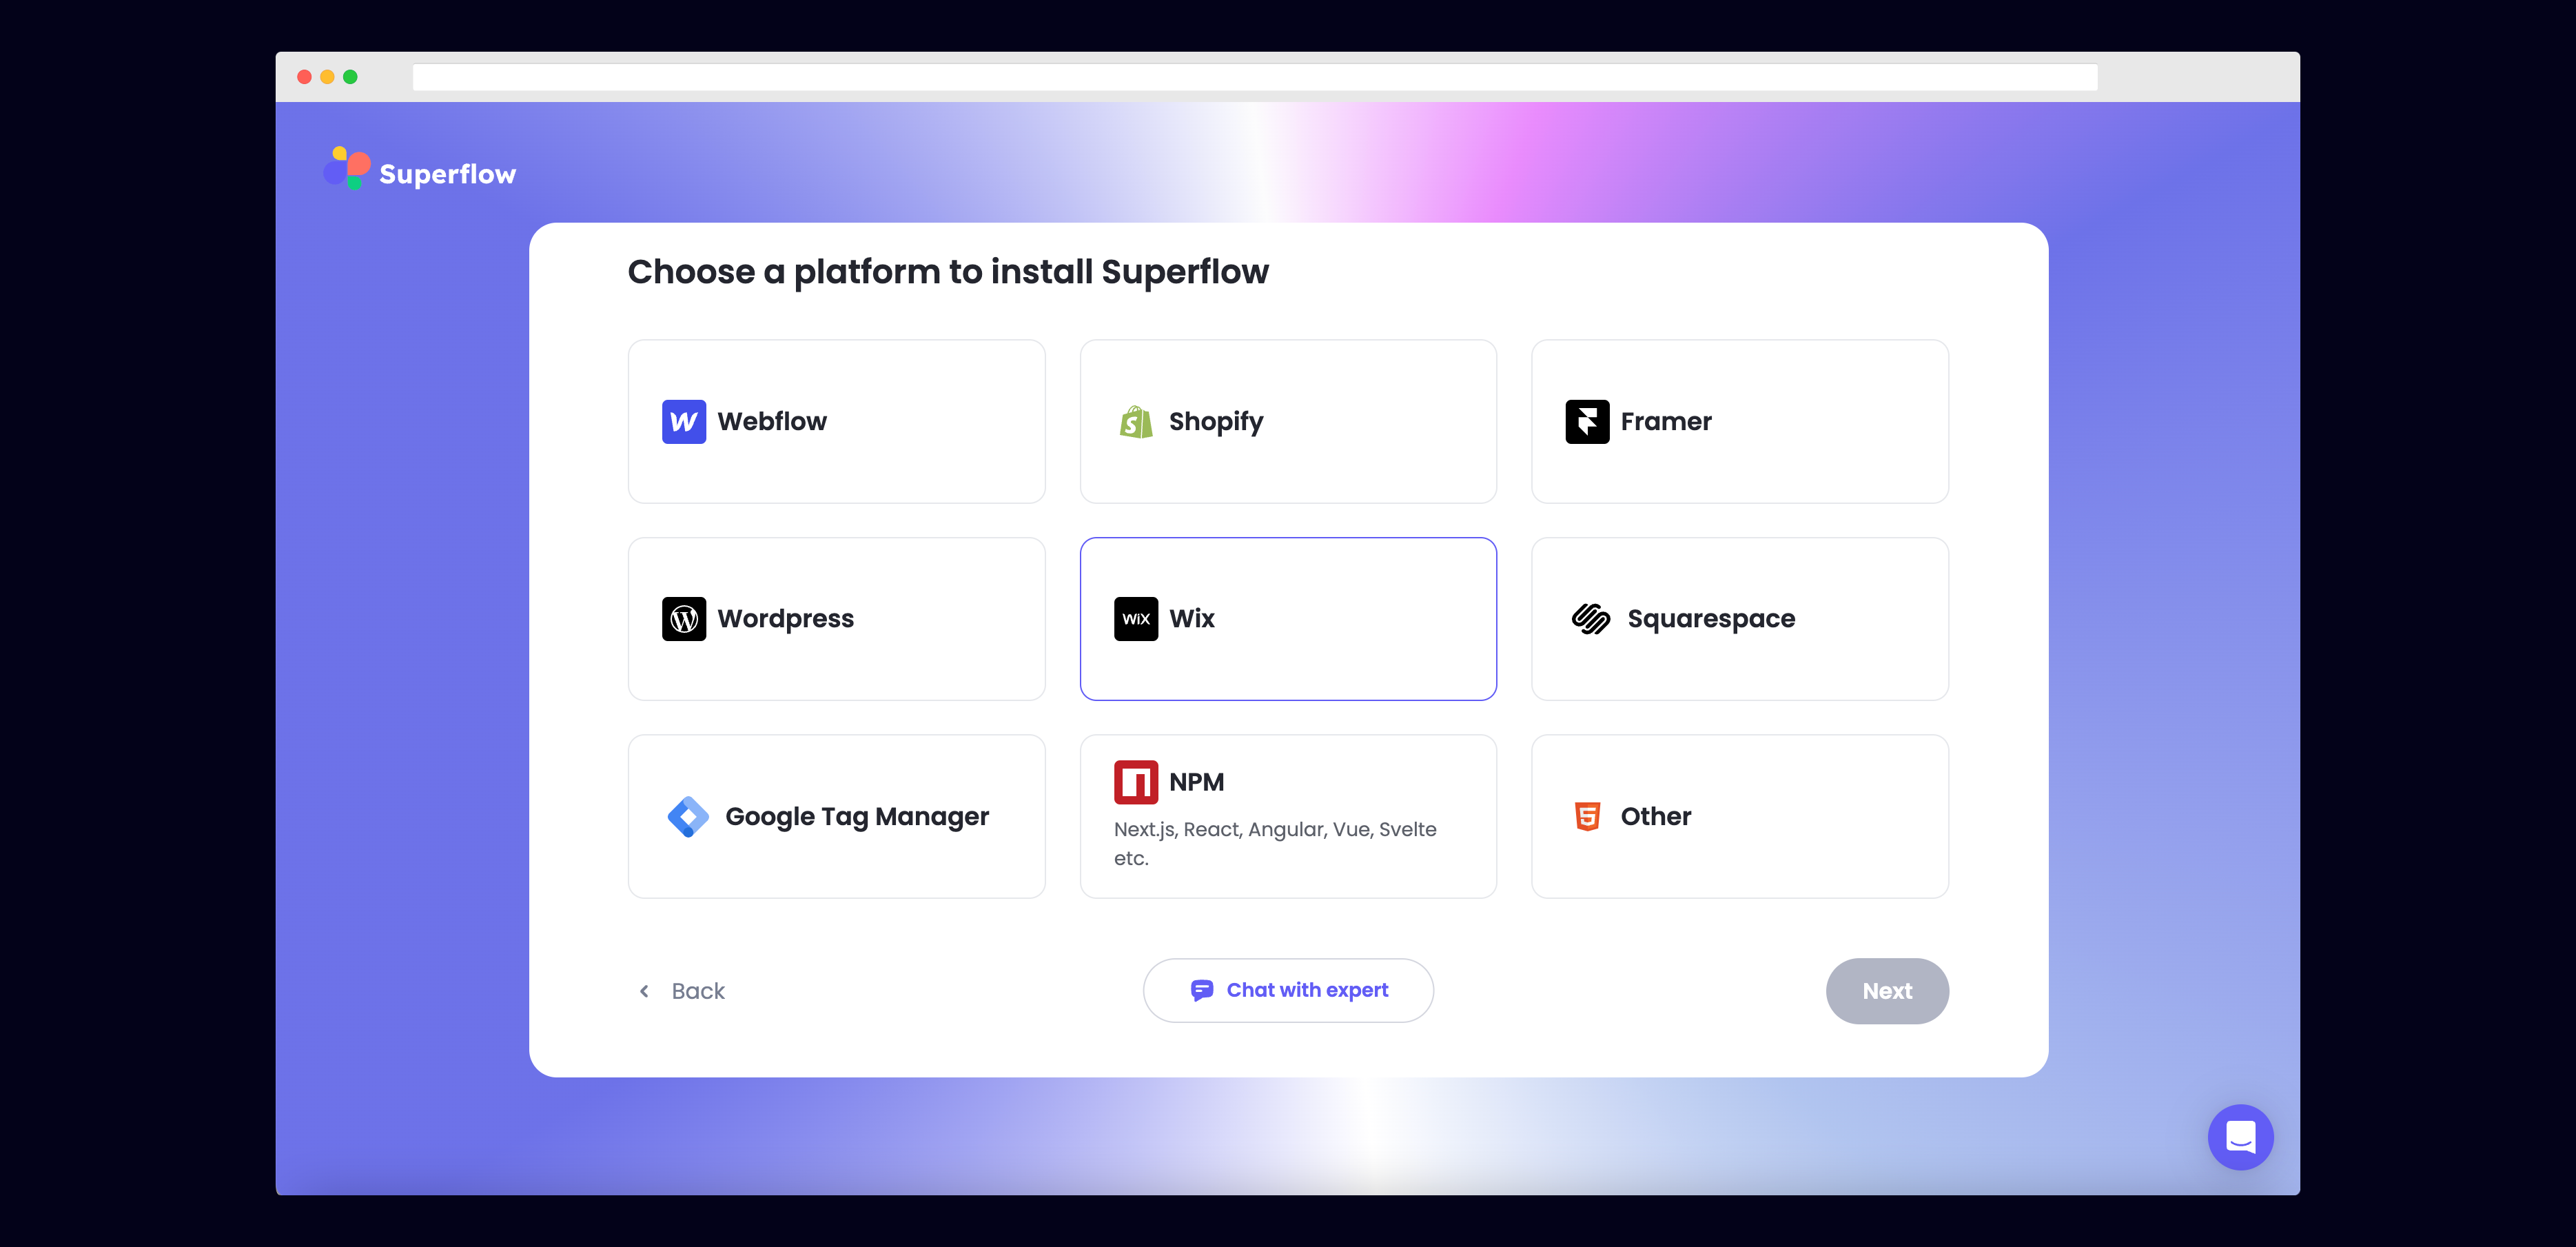 Superflow
Choose a platform to install Superflow
Webflow
Shopify
Framer
Wordpress
WiX
Wix
Squarespace
Google Tag Manager
NPM
Next.js, React, Angular, Vue, Svelte
etc.
Other
Back
Chat with expert
Next